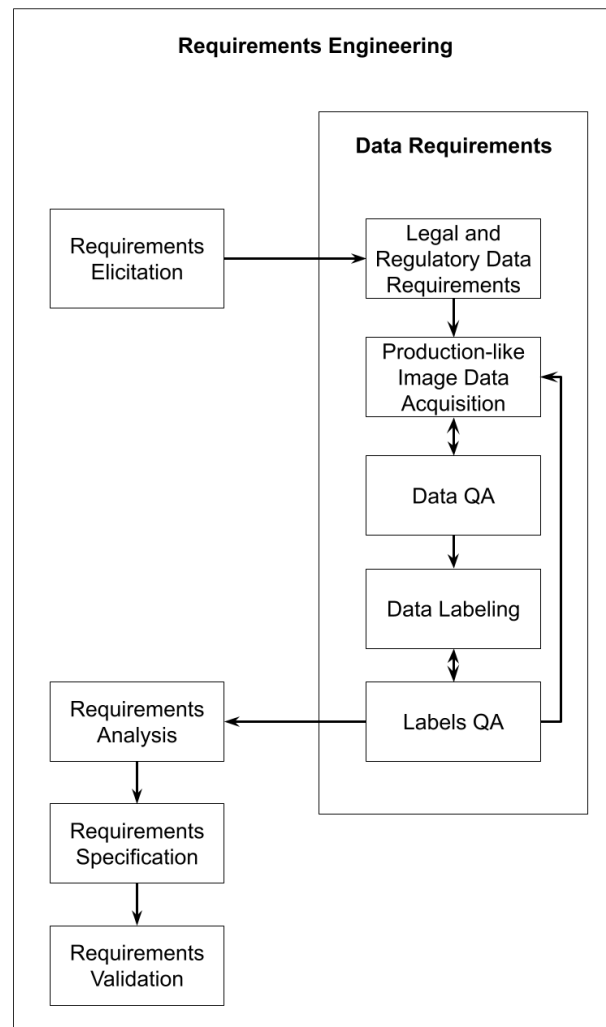 Requirements Engineering
Data Requirements
Requirements
Elicitation
Legal and
Regulatory Data
Requirements
Production-like
Image Data
Acquisition
Data QA
Data Labeling
Labels QA
Requirements
Analysis
Requirements
Specification
Requirements
Validation